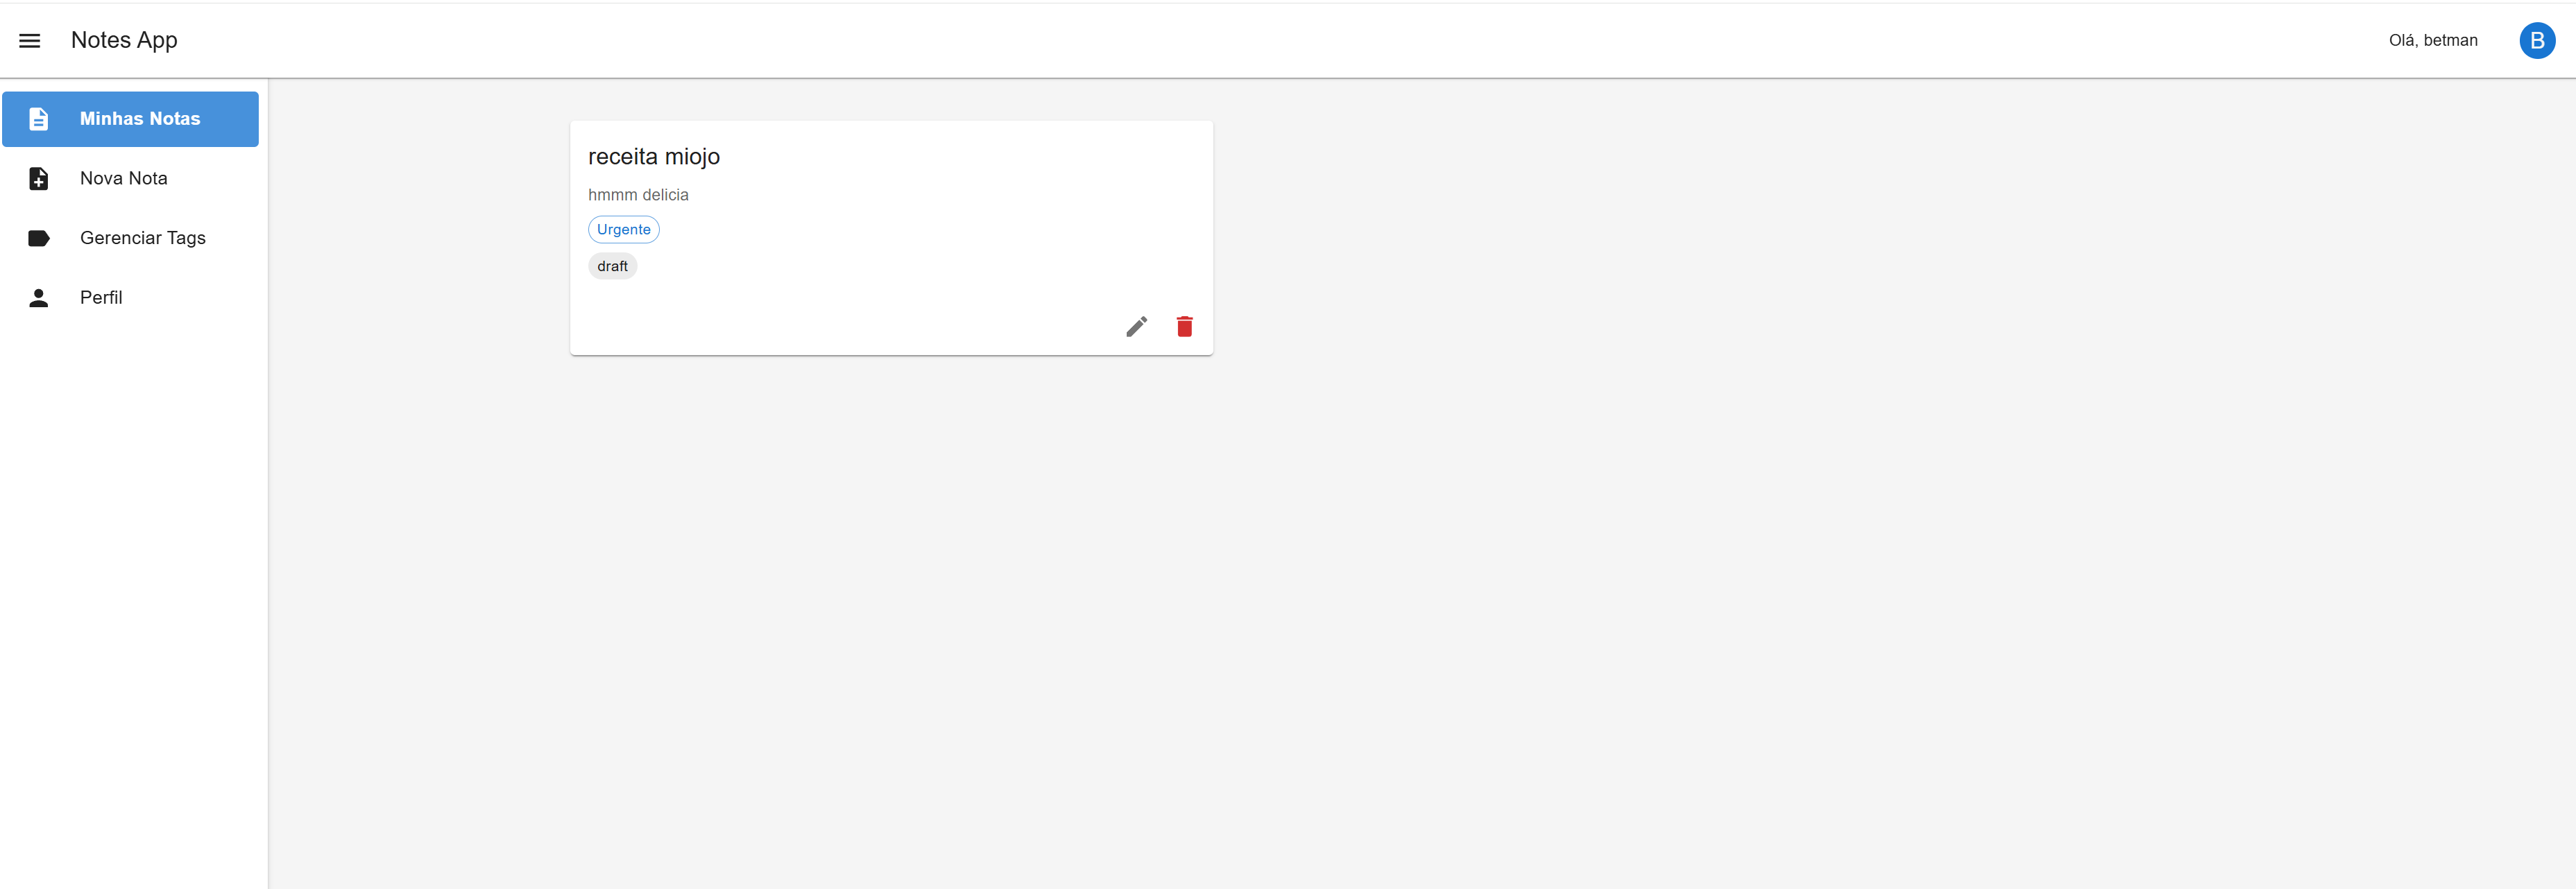 Notes App
Olá, betman
B
Minhas Notas
Nova Nota
Gerenciar Tags
Perfil
receita miojo
hmmm delicia
Urgente
draft